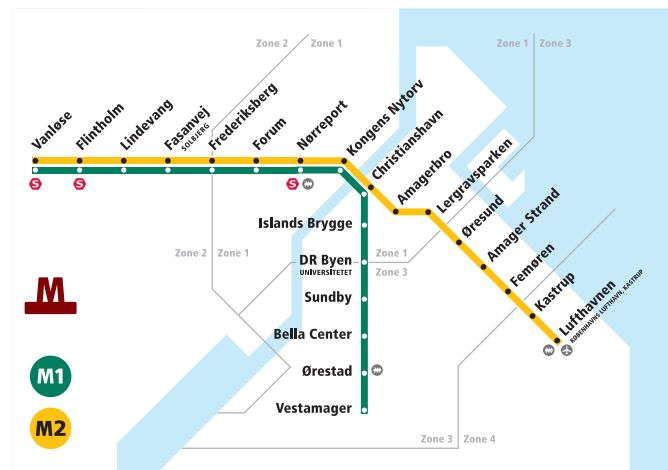 Zone 2
Zone 1
Zone 1
Zone 3
Vanløse
Flintholm
Lindevang
Fasanvej
SOLBJERG
Frederiksberg
Forum
Nørreport
Kongens Nytorv
Christianshavn
Amagerbro
Lergravsparken
Øresund
Amager Strand
Femøren
Kastrup
Lufthavnen
KØBENHAVNS LUFTHAVN, KASTRUP
S
S
S
Islands Brygge
Zone 2
Zone 1
DR Byen
UNIVERSITETET
Zone 1
Zone 3
Sundby
Bella Center
Ørestad
Vestamager
M
M1
M2
Zone 3
Zone 4